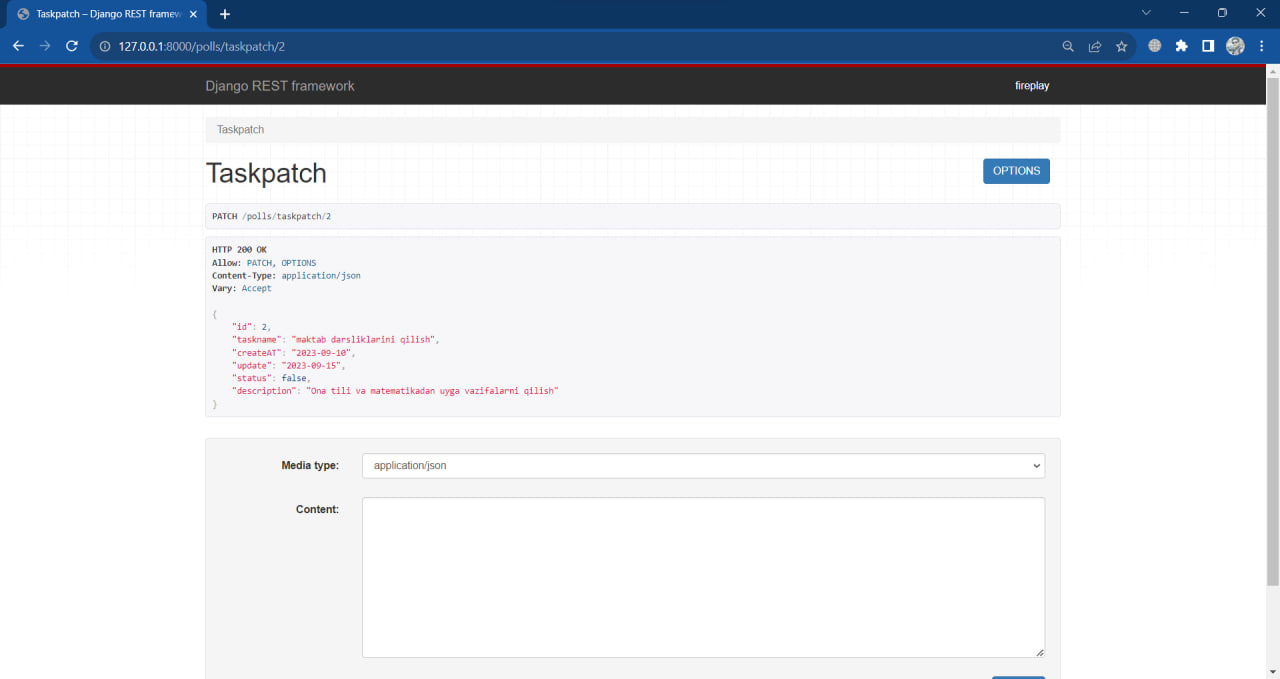 Taskpatch – Django REST framew
127.0.0.1:8000/polls/taskpatch/2
Django REST framework
fireplay
Taskpatch
Taskpatch
OPTIONS
PATCH /polls/taskpatch/2
HTTP 200 OK
Allow: PATCH, OPTIONS
Content-Type: application/json
Vary: Accept
{
"id": 2,
"taskname": "maktab darsliklarini qilish",
"createAT": "2023-09-10",
"update": "2023-09-15",
"status": false,
"description": "Ona tili va matematikadan uyga vazifalarni qilish"
}
Media type:
application/json
Content: